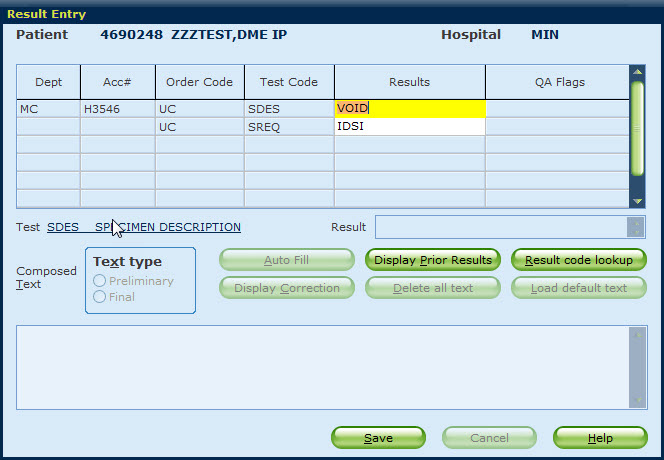 Result Entry
Patient 4690248 ZZZTEST,DME IP Hospital MIN
Dept Acc# Order Code Test Code Results QA Flags
MC H3546 UC SDES VOID
UC SREQ IDSI
Test SDES SPECIMEN DESCRIPTION Result
Composed Text
Text type
Preliminary
Final
Auto Fill Display Prior Results Result code lookup
Display Correction Delete all text Load default text
Save Cancel Help